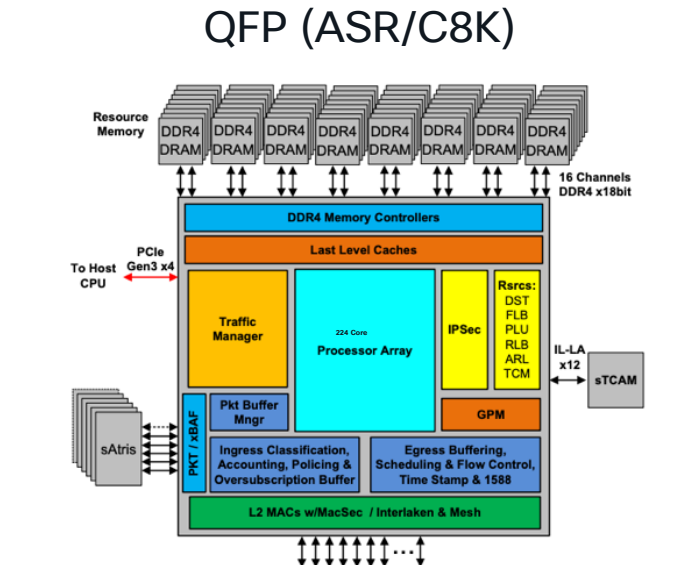 QFP (ASR/C8K)
Resource
Memory
DDR4
DRAM
DDR4
DRAM
DDR4
DRAM
DDR4
DRAM
DDR4
DRAM
DDR4
DRAM
DDR4
DRAM
DDR4
DRAM
16 Channels
DDR4 x18bit
DDR4 Memory Controllers
Last Level Caches
PCIe
Gen3 x4
To Host
CPU
Traffic
Manager
224 Core
Processor Array
IPSec
Rsrcs:
DST
FLB
PLU
RLB
ARL
TCM
IL-LA
x12
sTCAM
sAtris
PKT / xBAF
Pkt Buffer
Mngr
GPM
Ingress Classification,
Accounting, Policing &
Oversubscription Buffer
Egress Buffering,
Scheduling & Flow Control,
Time Stamp & 1588
L2 MACs w/MacSec / Interlaken & Mesh
...